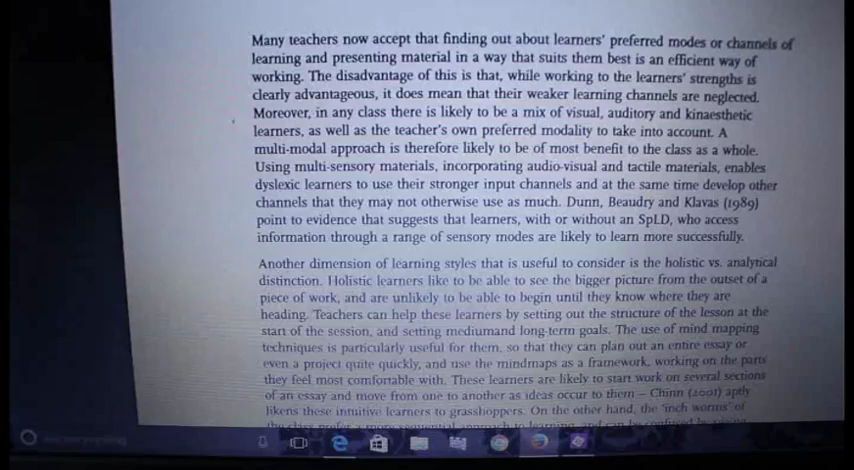 Many teachers now accept that finding out about learners' preferred modes or channels of
learning and presenting material in a way that suits them best is an efficient way of
working. The disadvantage of this is that, while working to the learners' strengths is
clearly advantageous, it does mean that their weaker learning channels are neglected.
Moreover, in any class there is likely to be a mix of visual, auditory and kinaesthetic
learners, as well as the teacher's own preferred modality to take into account. A
multi-modal approach is therefore likely to be of most benefit to the class as a whole.
Using multi-sensory materials, incorporating audio-visual and tactile materials, enables
dyslexic learners to use their stronger input channels and at the same time develop other
channels that they may not otherwise use as much. Dunn, Beaudry and Klavas (1989)
point to evidence that suggests that learners, with or without an SpLD, who access
information through a range of sensory modes are likely to learn more successfully.
Another dimension of learning styles that is useful to consider is the holistic vs. analytical
distinction. Holistic learners like to be able to see the bigger picture from the outset of a
piece of work, and are unlikely to be able to begin until they know where they are
heading. Teachers can help these learners by setting out the structure of the lesson at the
start of the session, and setting mediumand long-term goals. The use of mind mapping
techniques is particularly useful for them, so that they can plan out an entire essay or
even a project quite quickly, and use the mindmaps as a framework, working on the parts
they feel most comfortable with. These learners are likely to start work on several sections
of an essay and move from one to another as ideas occur to them – Chinn (2001) aptly
likens these intuitive learners to grasshoppers. On the other hand, the 'inch worms' of
the class prefer a more sequential approach to learning, and can be confused by